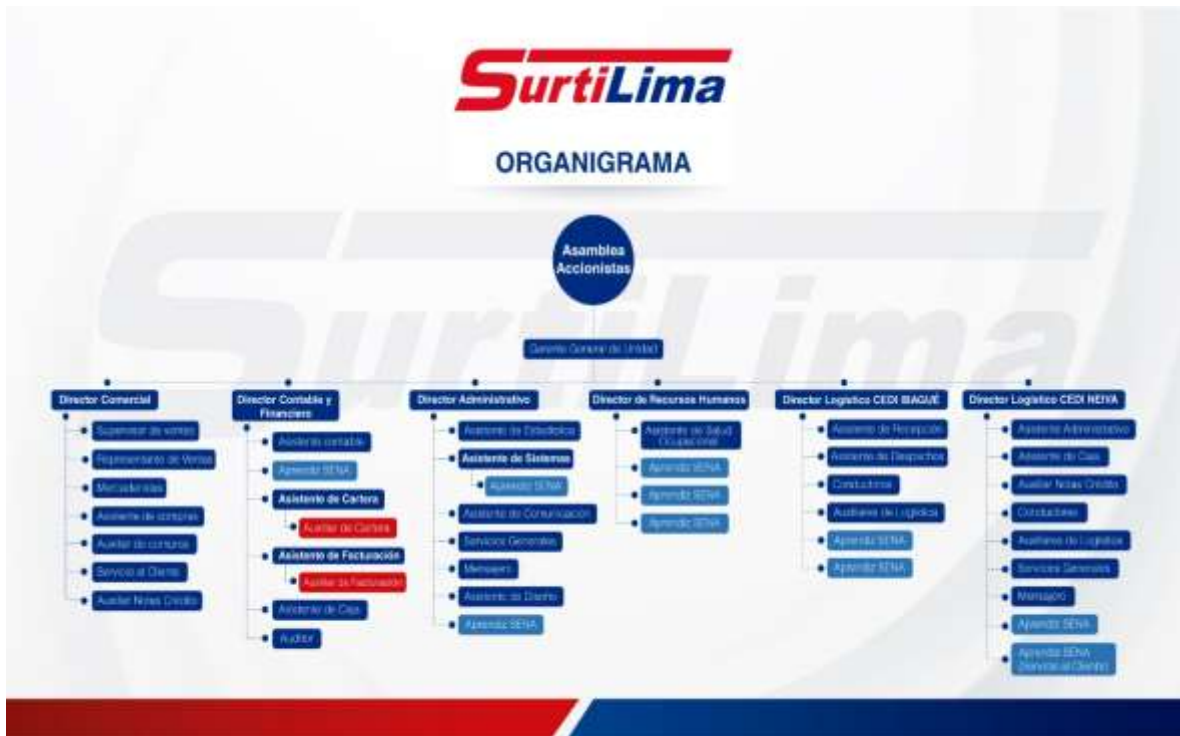 SurtiLima
ORGANIGRAMA
Asamblea
Accionistas
Gerente General de Unidad
Director Comercial
Supervisor de ventas
Representante de Ventas
Mercaderistas
Asistente de compras
Auxiliar de compras
Servicio al Cliente
Auxiliar Notas Crédito
Director Contable y
Financiero
Asistente contable
Aprendiz SENA
Asistente de Cartera
Auxiliar de Cartera
Asistente de Facturación
Auxiliar de Facturación
Asistente de Caja
Auditor
Director Administrativo
Asistente de Estadística
Asistente de Sistemas
Aprendiz SENA
Asistente de Comunicación
Servicios Generales
Mensajero
Asistente de Diseño
Aprendiz SENA
Director de Recursos Humanos
Asistente de Salud
Ocupacional
Aprendiz SENA
Aprendiz SENA
Aprendiz SENA
Director Logístico CEDI IBAGUÉ
Asistente de Recepción
Asistente de Despachos
Conductores
Auxiliares de Logística
Aprendiz SENA
Aprendiz SENA
Director Logístico CEDI NEIVA
Asistente Administrativo
Asistente de Caja
Auxiliar Notas Crédito
Conductores
Auxiliares de Logística
Servicios Generales
Mensajero
Aprendiz SENA
Aprendiz SENA
(Servicio al Cliente)
SurtiLima